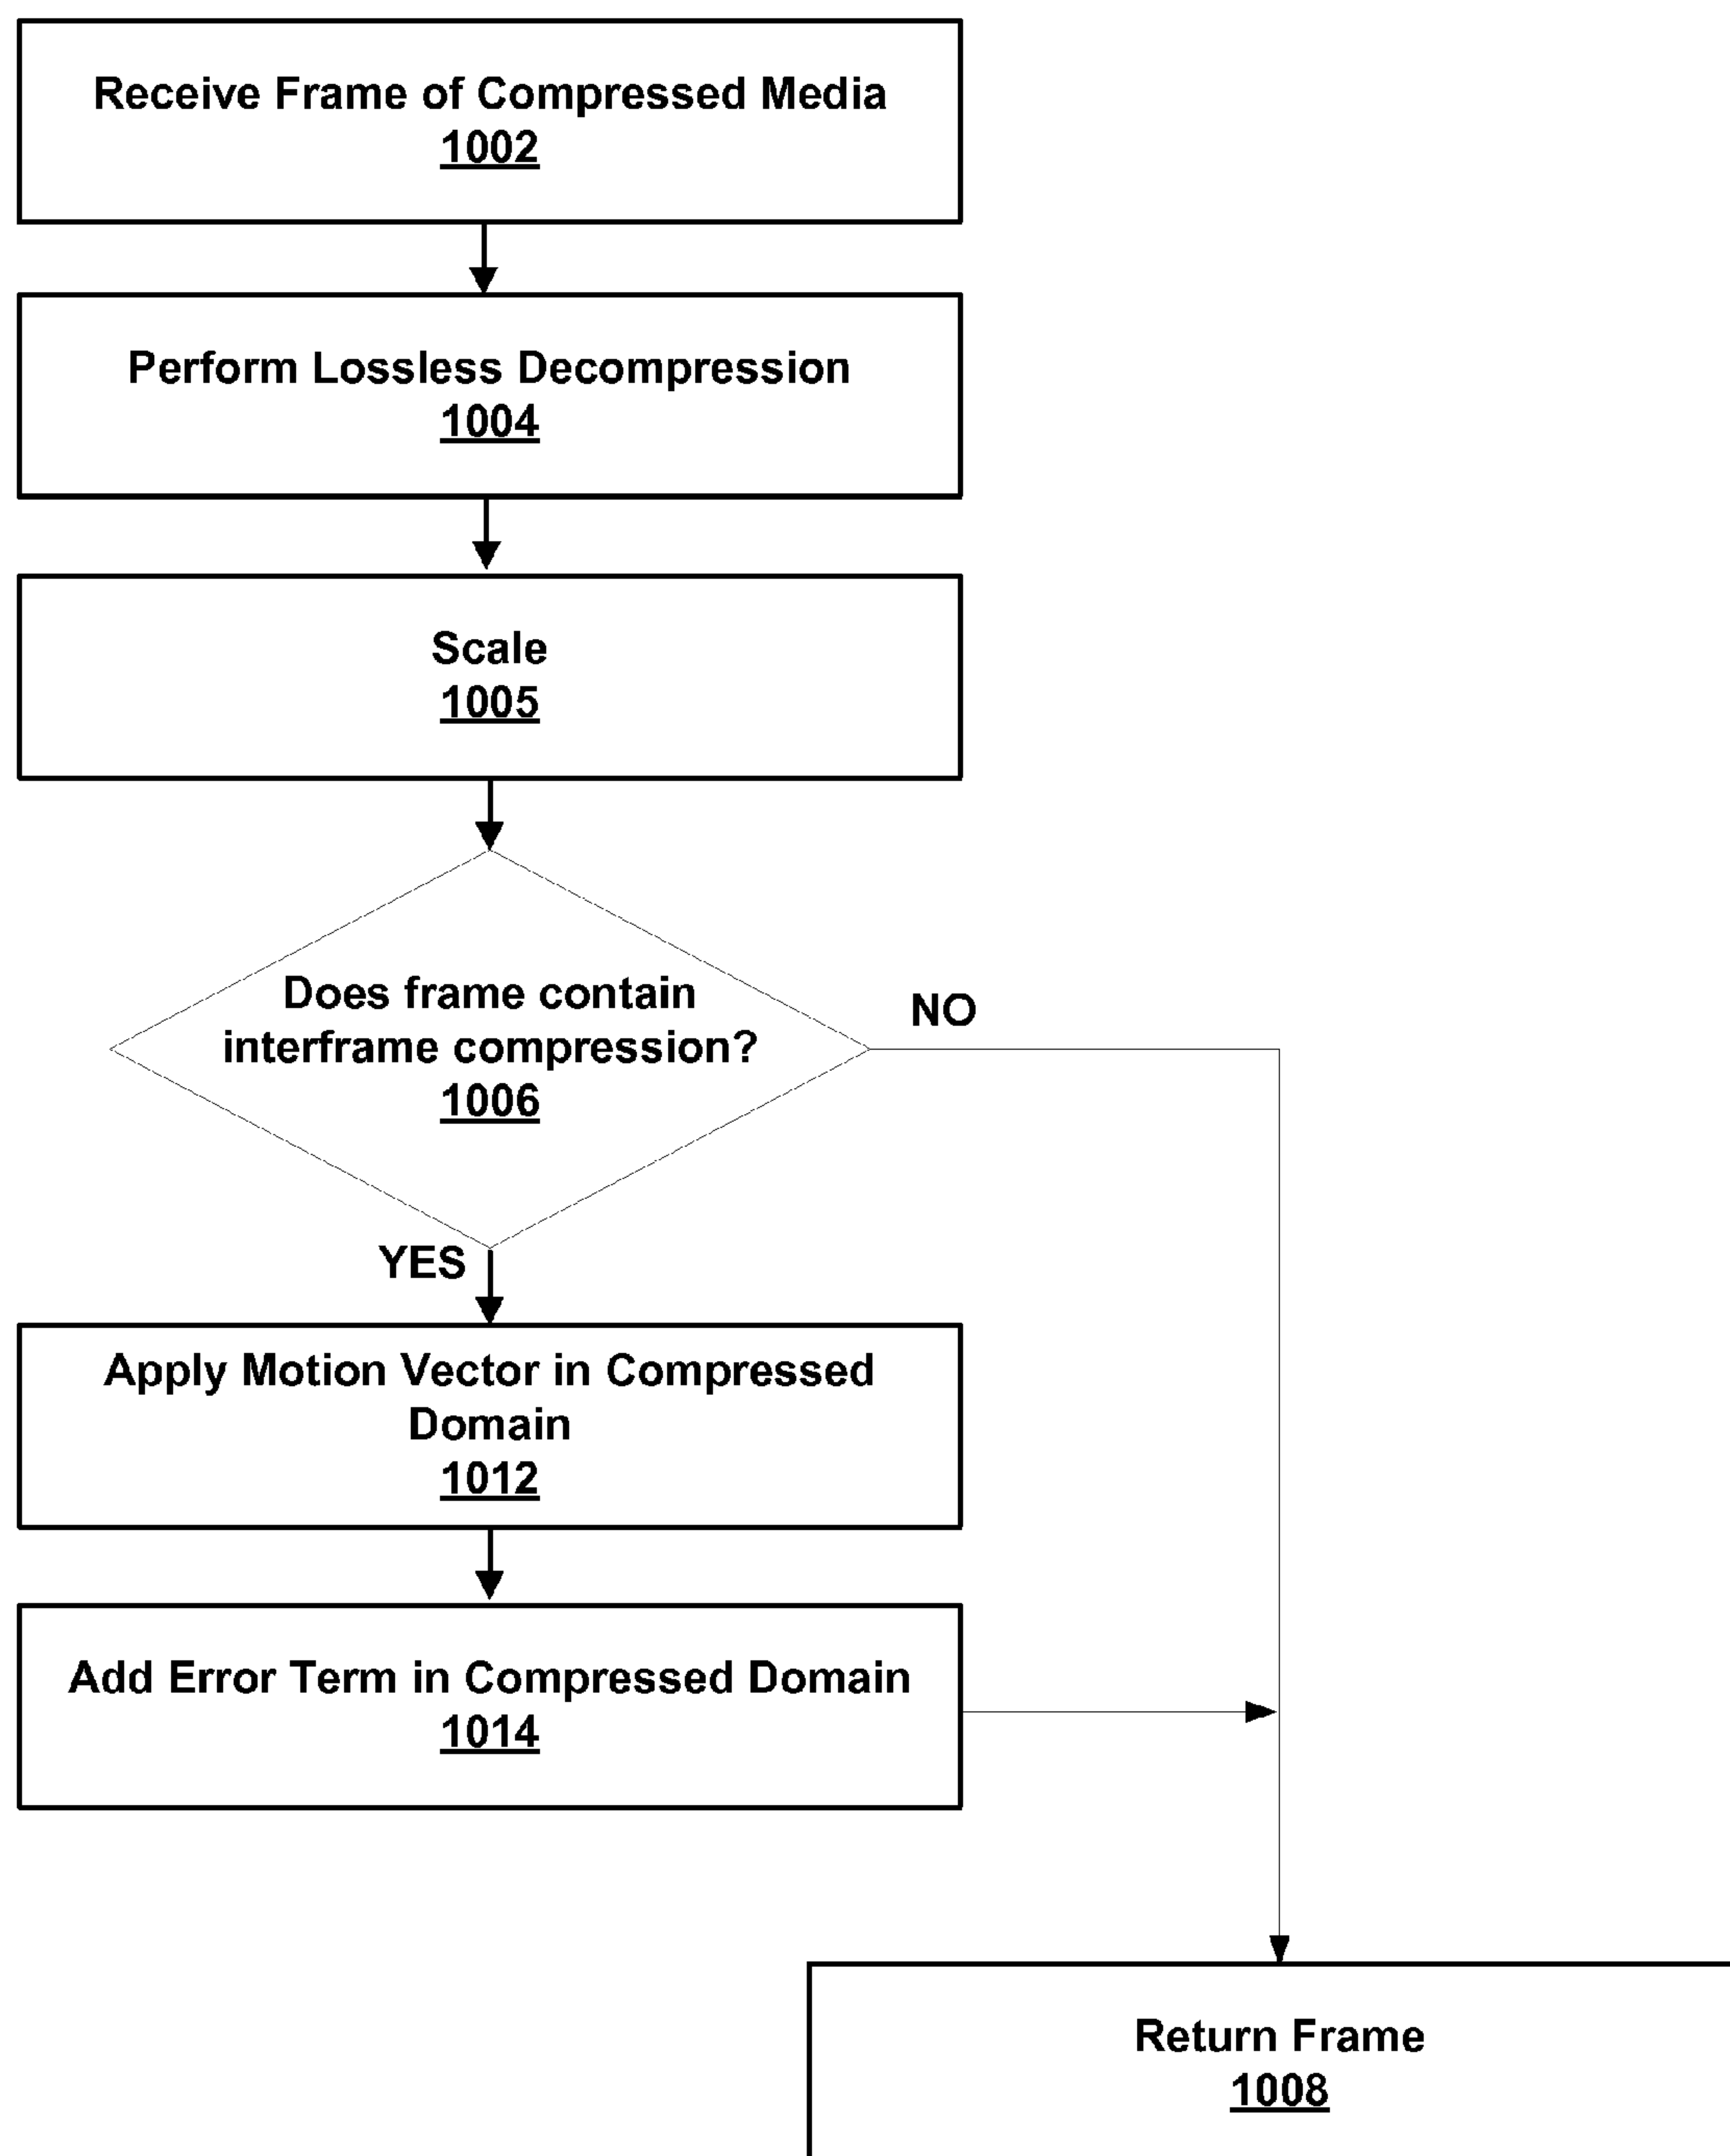 Receive Frame of Compressed Media
1002
Perform Lossless Decompression
1004
Scale
1005
Does frame contain
interframe compression?
1006
NO
YES
Apply Motion Vector in Compressed
Domain
1012
Add Error Term in Compressed Domain
1014
Return Frame
1008